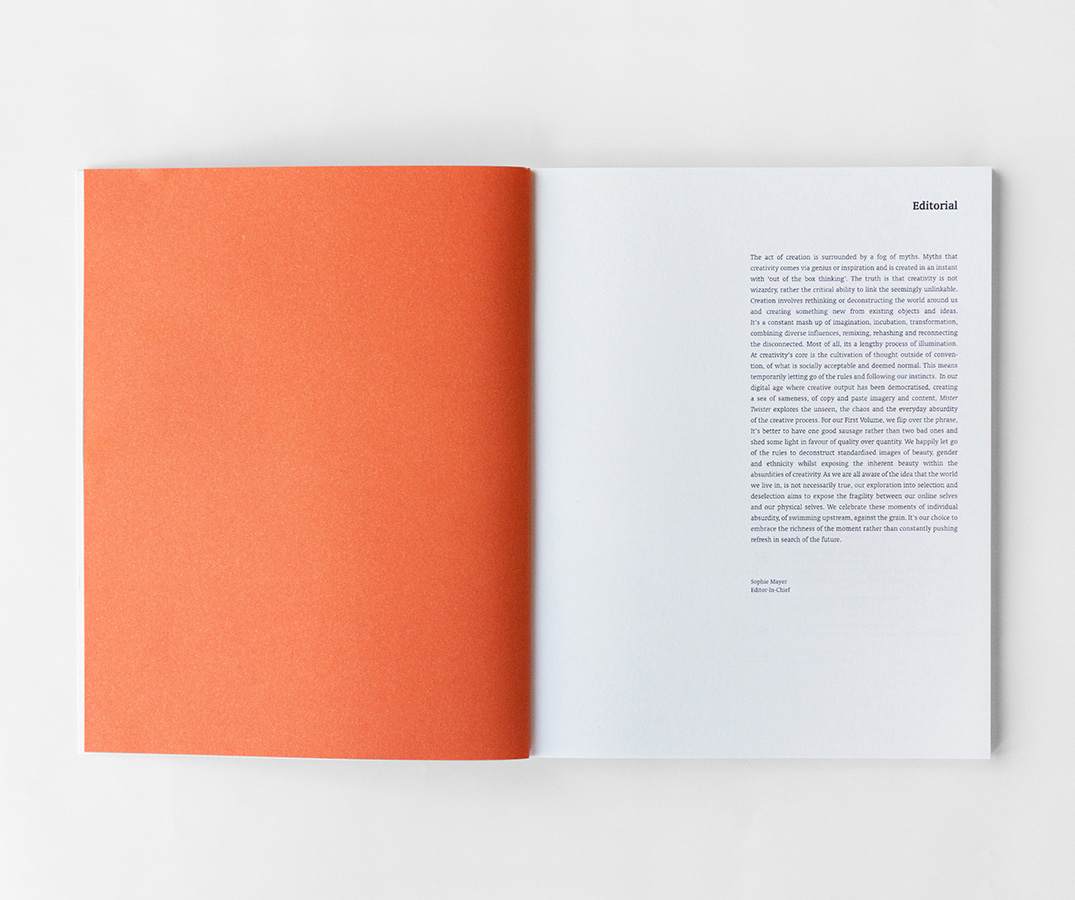 Editorial
The act of creation is surrounded by a fog of myths. Myths that
creativity comes via genius or inspiration and is created in an instant
with ‘out of the box thinking’. The truth is that creativity is not
wizardry, rather the critical ability to link the seemingly unlinkable.
Creation involves rethinking or deconstructing the world around us
and creating something new from existing objects and ideas.
It’s a constant mash up of imagination, incubation, transformation,
combining diverse influences, remixing, rehashing and reconnecting
the disconnected. Most of all, its a lengthy process of illumination.
At creativity’s core is the cultivation of thought outside of conven-
tion, of what is socially acceptable and deemed normal. This means
temporarily letting go of the rules and following our instincts. In our
digital age where creative output has been democratised, creating
a sea of sameness, of copy and paste imagery and content, Mister
Twister explores the unseen, the chaos and the everyday absurdity
of the creative process. For our First Volume, we flip over the phrase,
It’s better to have one good sausage rather than two bad ones and
shed some light in favour of quality over quantity. We happily let go
of the rules to deconstruct standardised images of beauty, gender
and ethnicity whilst exposing the inherent beauty within the
absurdities of creativity. As we are all aware of the idea that the world
we live in, is not necessarily true, our exploration into selection and
deselection aims to expose the fragility between our online selves
and our physical selves. We celebrate these moments of individual
absurdity, of swimming upstream, against the grain. It’s our choice to
embrace the richness of the moment rather than constantly pushing
refresh in search of the future.
Sophie Mayer
Editor-In-Chief